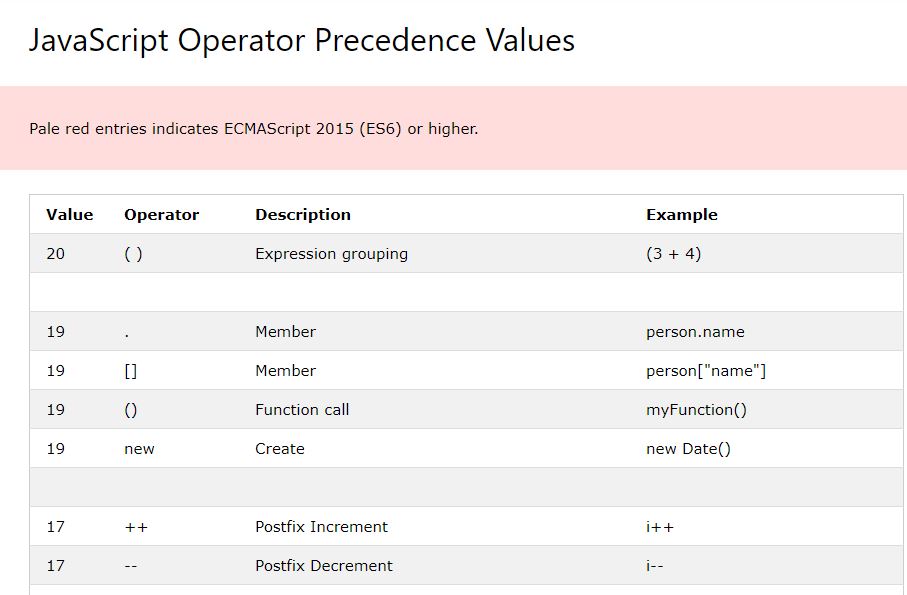 JavaScript Operator Precedence Values
Pale red entries indicates ECMAScript 2015 (ES6) or higher.
Value Operator Description Example
20 ( ) Expression grouping (3 + 4)
19 . Member person.name
19 [] Member person["name"]
19 () Function call myFunction()
19 new Create new Date()
17 ++ Postfix Increment i++
17 -- Postfix Decrement i--